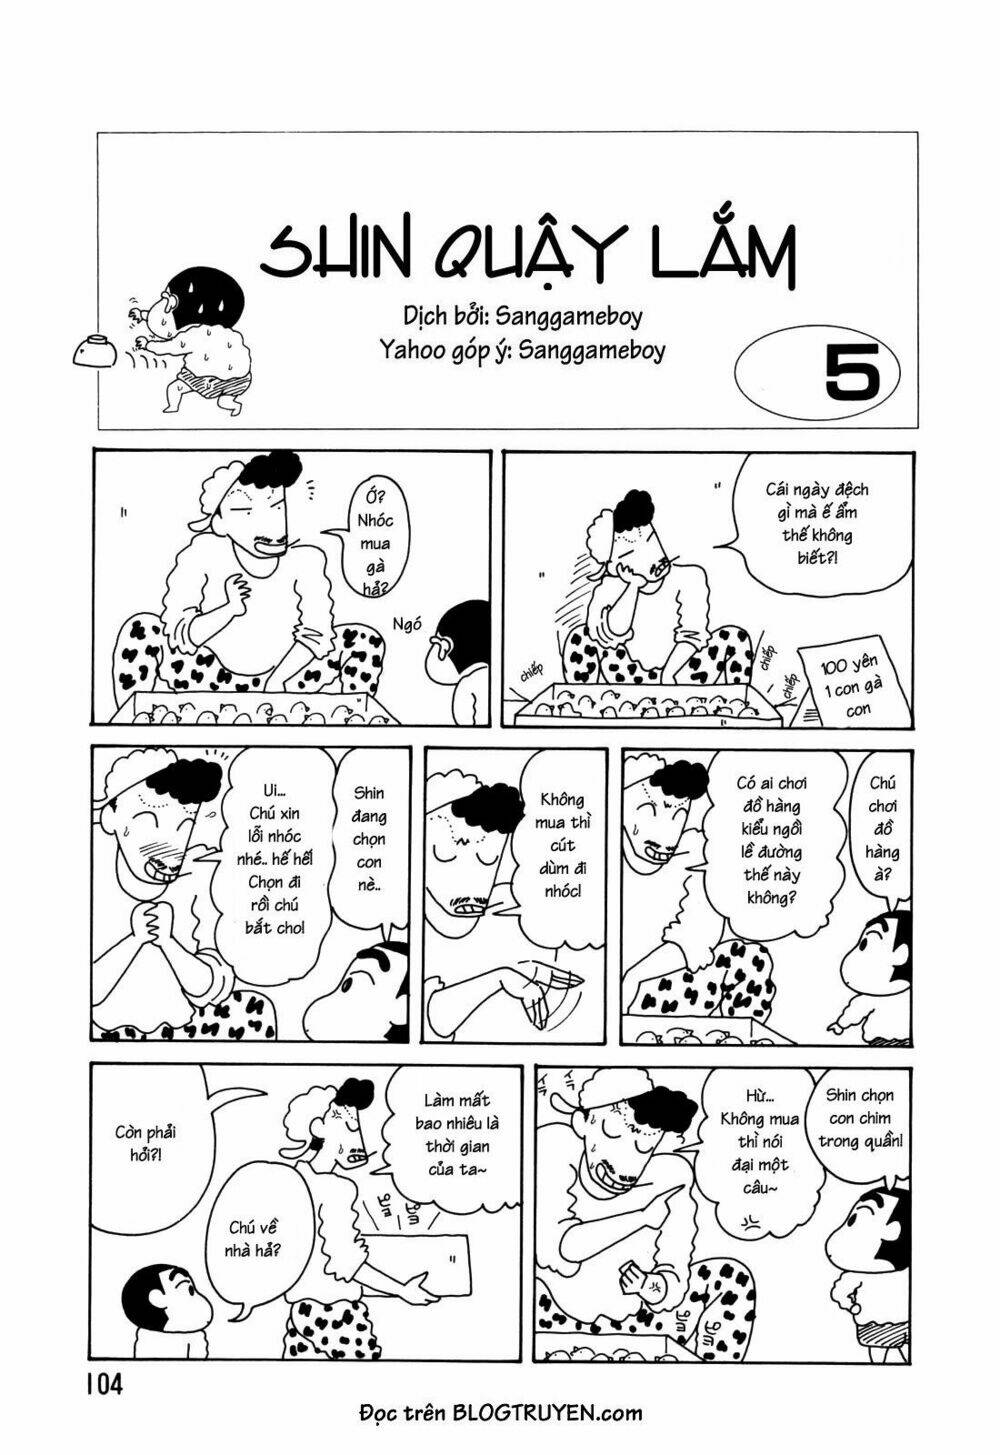 SHIN QUẬY LẮM
Dịch bởi: Sanggameboy
Yahoo góp ý: Sanggameboy
5
Cái ngày đệch
gì mà ế ẩm
thế không
biết?!
chiếp
chiếp
chiếp
100 yên
1 con gà
con
Ớ?
Nhóc
mua
gà
hả?
Ngó
Chú
chơi
đồ
hàng
à?
Có ai chơi
đồ hàng
kiểu ngồi
lề đường
thế này
không?
Không
mua thì
cút
dùm đi
nhóc!
Shin
đang
chọn
con
nè..
Ui...
Chú xin
lỗi nhóc
nhé.. hế hế!
Chọn đi
rồi chú
bắt cho!
Shin chọn
con chim
trong quần!
Hừ...
Không mua
thì nói
đại một
câu~
Làm mất
bao nhiêu là
thời gian
của ta~
Chú về
nhà hả?
Còn phải
hỏi?!
104
Đọc trên BLOGTRUYEN.com